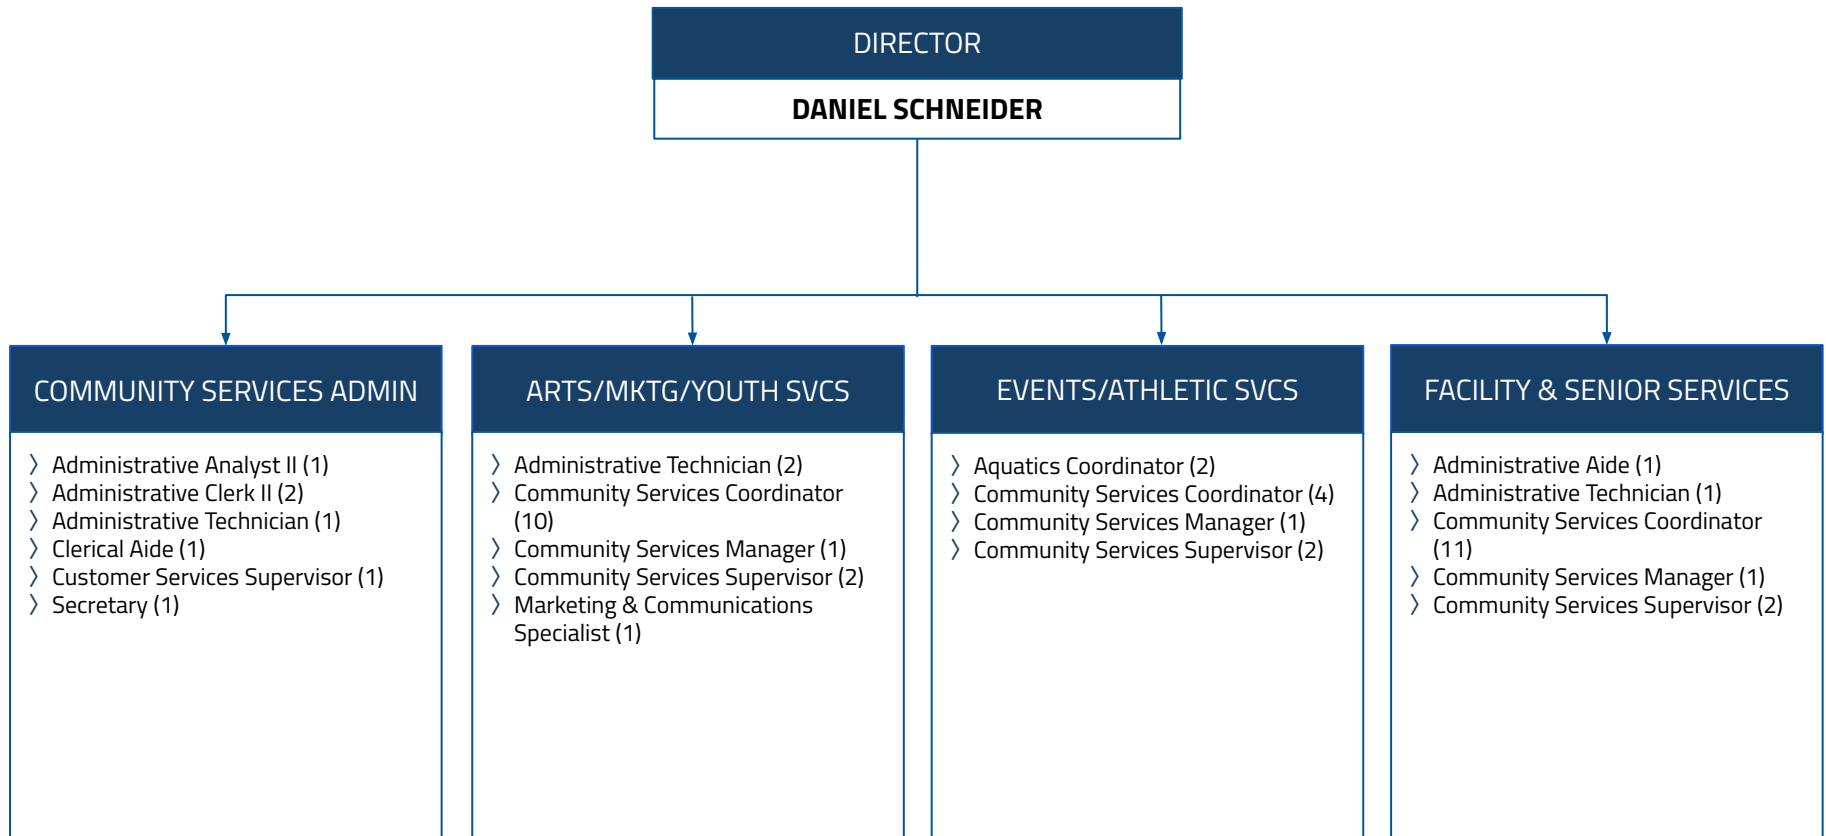 DIRECTOR
DANIEL SCHNEIDER
COMMUNITY SERVICES ADMIN
〉 Administrative Analyst II (1)
〉 Administrative Clerk II (2)
〉 Administrative Technician (1)
〉 Clerical Aide (1)
〉 Customer Services Supervisor (1)
〉 Secretary (1)
ARTS/MKTG/YOUTH SVCS
〉 Administrative Technician (2)
〉 Community Services Coordinator
(10)
〉 Community Services Manager (1)
〉 Community Services Supervisor (2)
〉 Marketing & Communications
Specialist (1)
EVENTS/ATHLETIC SVCS
〉 Aquatics Coordinator (2)
〉 Community Services Coordinator (4)
〉 Community Services Manager (1)
〉 Community Services Supervisor (2)
FACILITY & SENIOR SERVICES
〉 Administrative Aide (1)
〉 Administrative Technician (1)
〉 Community Services Coordinator
(11)
〉 Community Services Manager (1)
〉 Community Services Supervisor (2)